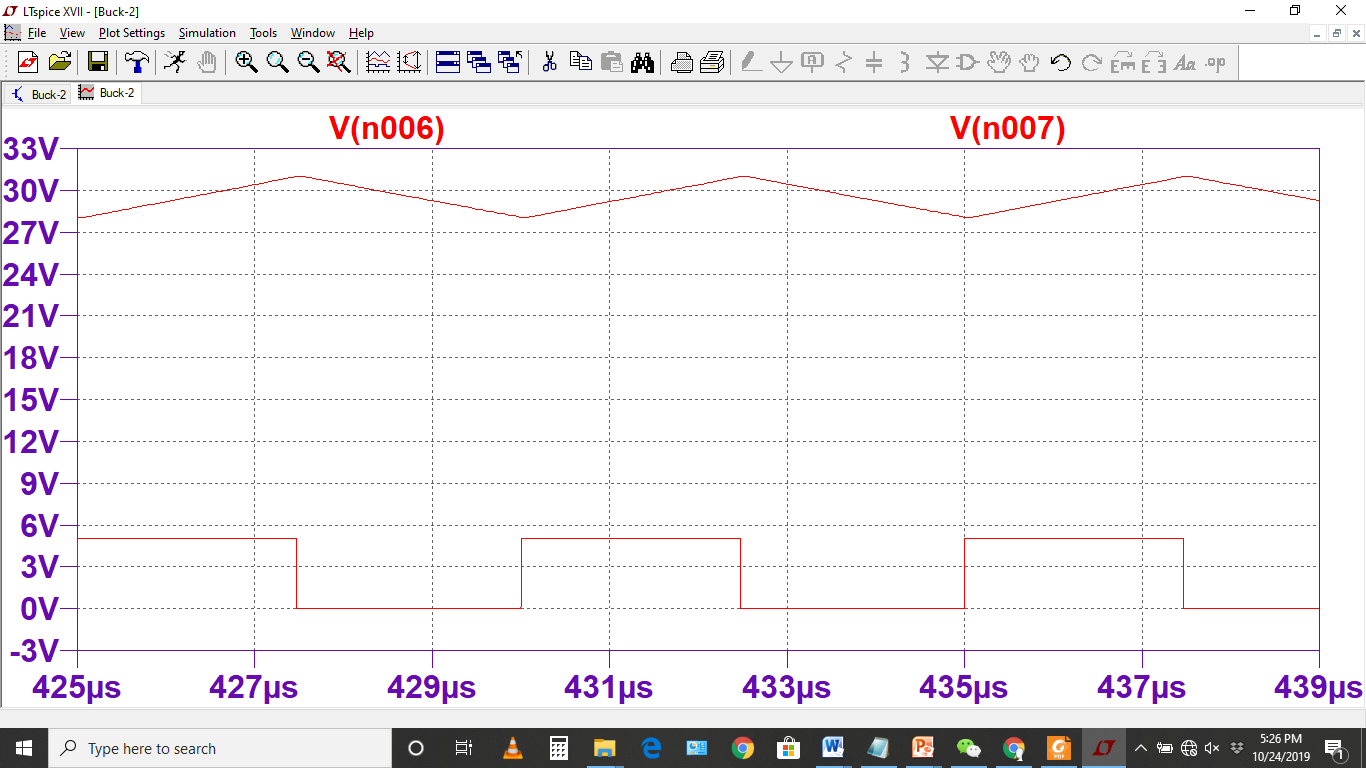 LTspice XVII - [Buck-2]
File View Plot Settings Simulation Tools Window Help
Buck-2 Buck-2
V(n006) V(n007)
33V
30V
27V
24V
21V
18V
15V
12V
9V
6V
3V
0V
-3V
425µs 427µs 429µs 431µs 433µs 435µs 437µs 439µs
Type here to search
5:26 PM
10/24/2019